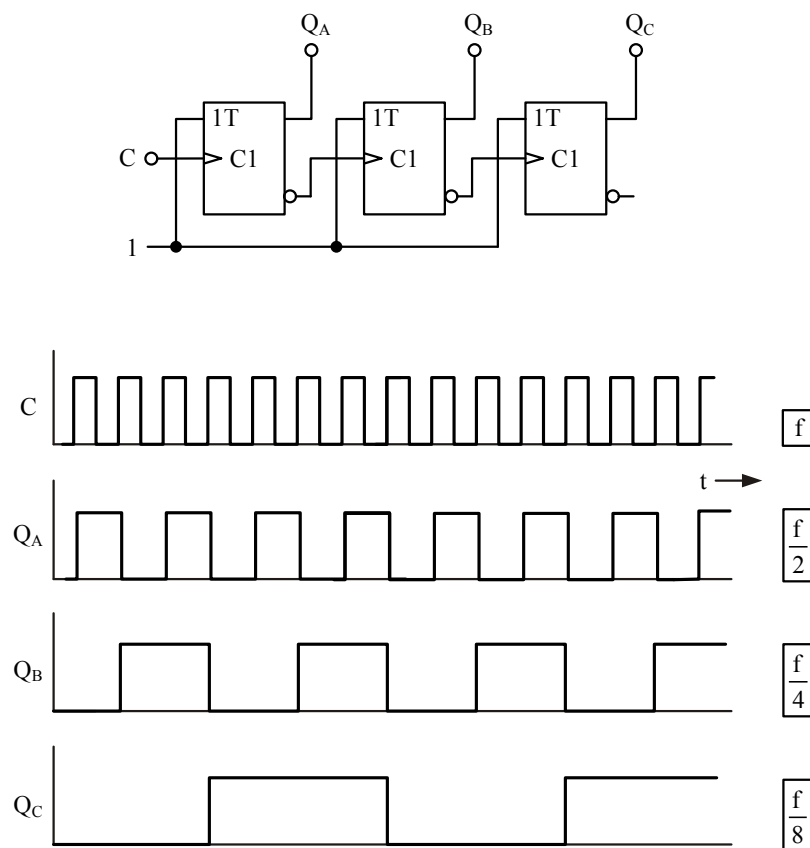 Q_A Q_B Q_C
1T 1T 1T
C C1 C1 C1
1
C f
t
Q_A f/2
Q_B f/4
Q_C f/8